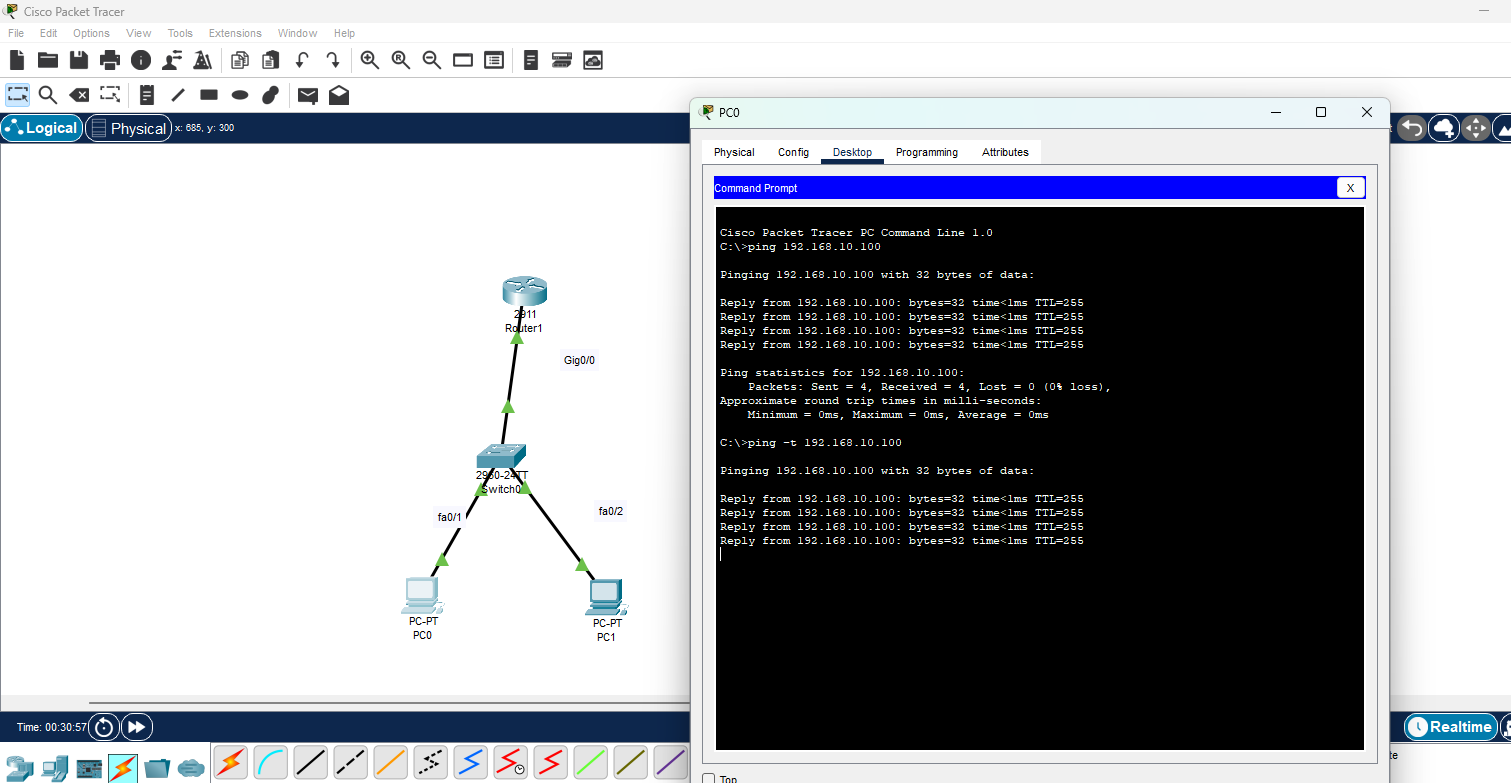 Cisco Packet Tracer
File Edit Options View Tools Extensions Window Help
Logical Physical x: 685, y: 300
PC0
Physical Config Desktop Programming Attributes
Command Prompt X
Cisco Packet Tracer PC Command Line 1.0
C:\>ping 192.168.10.100
Pinging 192.168.10.100 with 32 bytes of data:
Reply from 192.168.10.100: bytes=32 time<1ms TTL=255
Reply from 192.168.10.100: bytes=32 time<1ms TTL=255
Reply from 192.168.10.100: bytes=32 time<1ms TTL=255
Reply from 192.168.10.100: bytes=32 time<1ms TTL=255
Ping statistics for 192.168.10.100:
Packets: Sent = 4, Received = 4, Lost = 0 (0% loss),
Approximate round trip times in milli-seconds:
Minimum = 0ms, Maximum = 0ms, Average = 0ms
C:\>ping -t 192.168.10.100
Pinging 192.168.10.100 with 32 bytes of data:
Reply from 192.168.10.100: bytes=32 time<1ms TTL=255
Reply from 192.168.10.100: bytes=32 time<1ms TTL=255
Reply from 192.168.10.100: bytes=32 time<1ms TTL=255
Reply from 192.168.10.100: bytes=32 time<1ms TTL=255
Top
2911
Router1
Gig0/0
2960-24TT
Switch0
fa0/1
fa0/2
PC-PT
PC0
PC-PT
PC1
Time: 00:30:57
Realtime